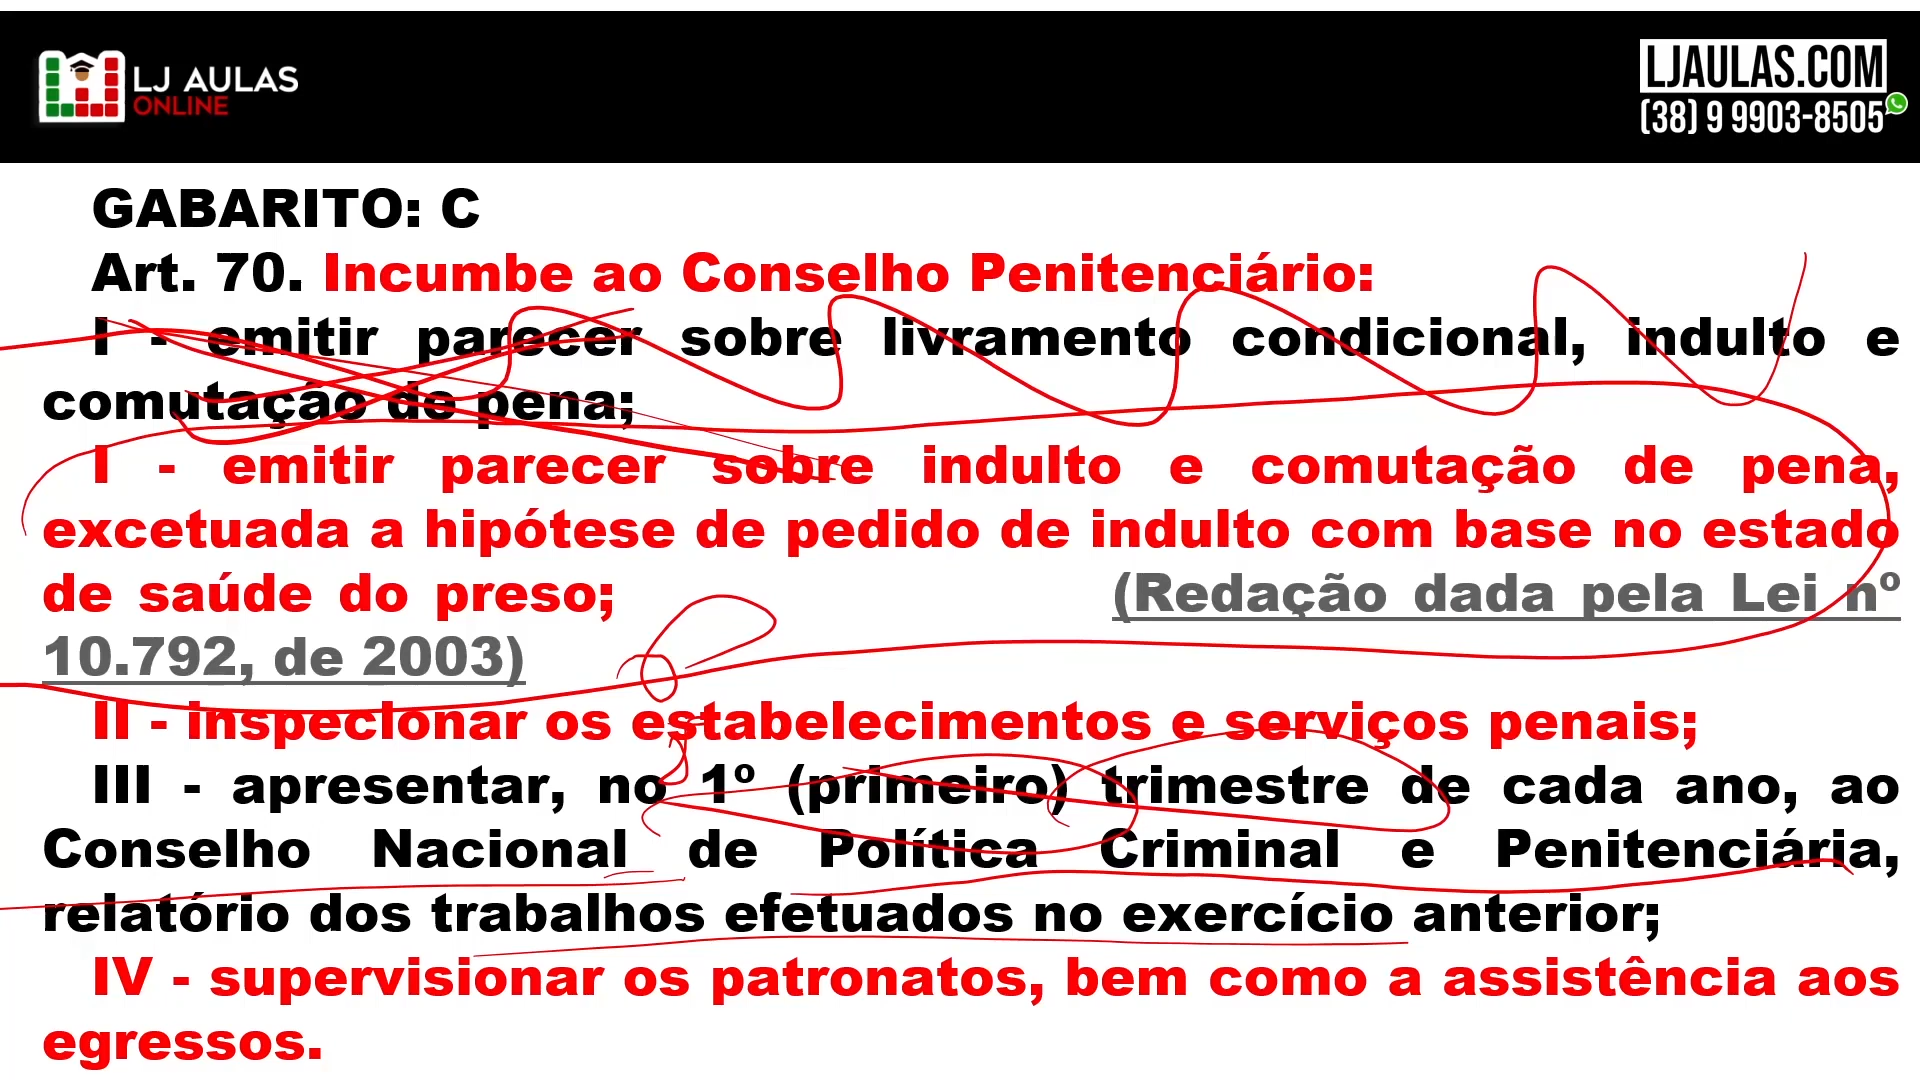 LJ AULAS
ONLINE
LJAULAS.COM
(38) 9 9903-8505
GABARITO: C
Art. 70. Incumbe ao Conselho Penitenciário:
I - emitir parecer sobre livramento condicional, indulto e
comutação de pena;
I - emitir parecer sobre indulto e comutação de pena,
excetuada a hipótese de pedido de indulto com base no estado
de saúde do preso; (Redação dada pela Lei nº
10.792, de 2003)
II - inspecionar os estabelecimentos e serviços penais;
III - apresentar, no 1º (primeiro) trimestre de cada ano, ao
Conselho Nacional de Política Criminal e Penitenciária,
relatório dos trabalhos efetuados no exercício anterior;
IV - supervisionar os patronatos, bem como a assistência aos
egressos.